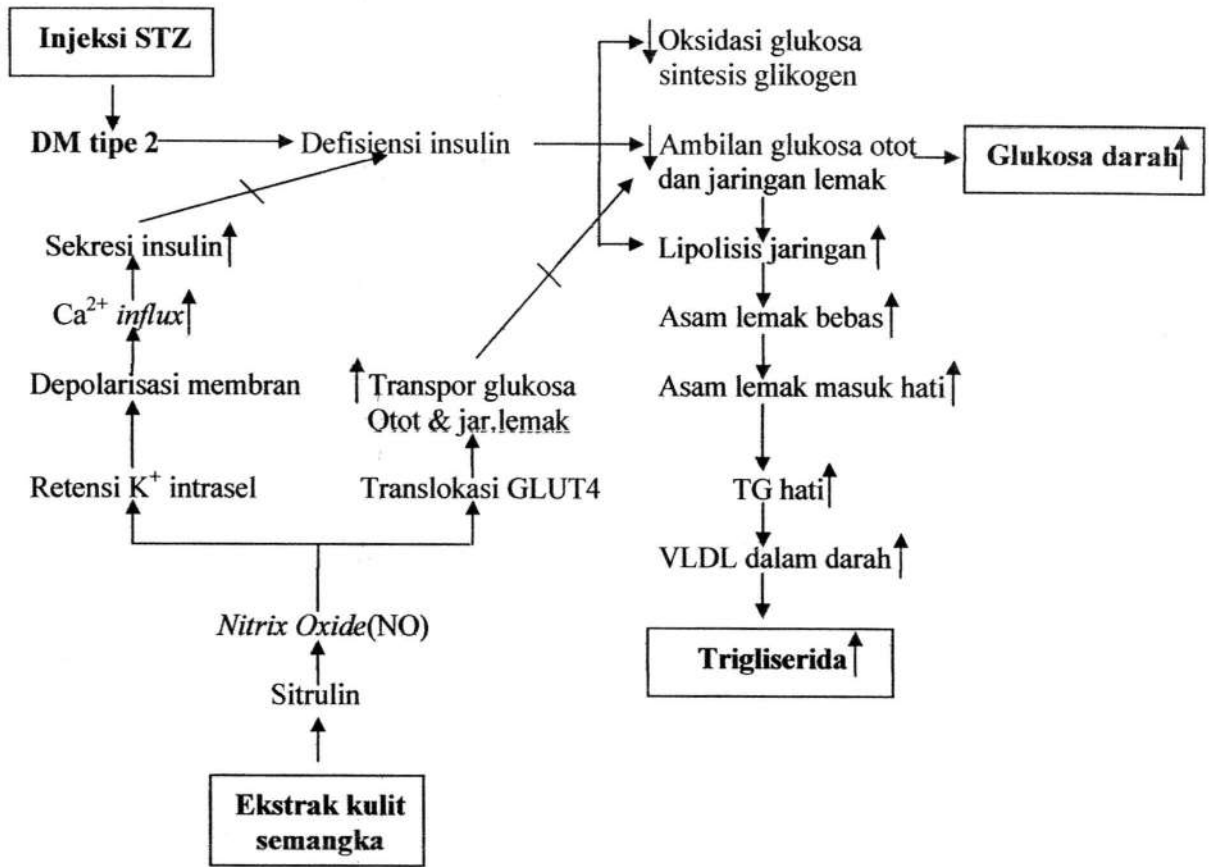 Injeksi STZ
DM tipe 2
Defisiensi insulin
Oksidasi glukosa
sintesis glikogen
Ambilan glukosa otot
dan jaringan lemak
Glukosa darah
Sekresi insulin
Ca²⁺ influx
Depolarisasi membran
Retensi K⁺ intrasel
Transpor glukosa
Otot & jar.lemak
Translokasi GLUT4
Lipolisis jaringan
Asam lemak bebas
Asam lemak masuk hati
TG hati
VLDL dalam darah
Trigliserida
Nitrix Oxide(NO)
Sitrulin
Ekstrak kulit
semangka